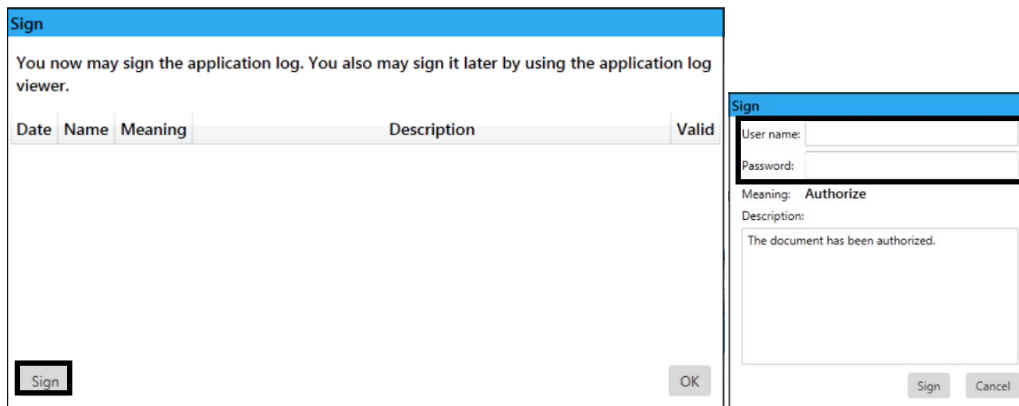 Sign
You now may sign the application log. You also may sign it later by using the application log
viewer.
Date Name Meaning Description Valid
Sign OK
Sign
User name:
Password:
Meaning: Authorize
Description:
The document has been authorized.
Sign Cancel